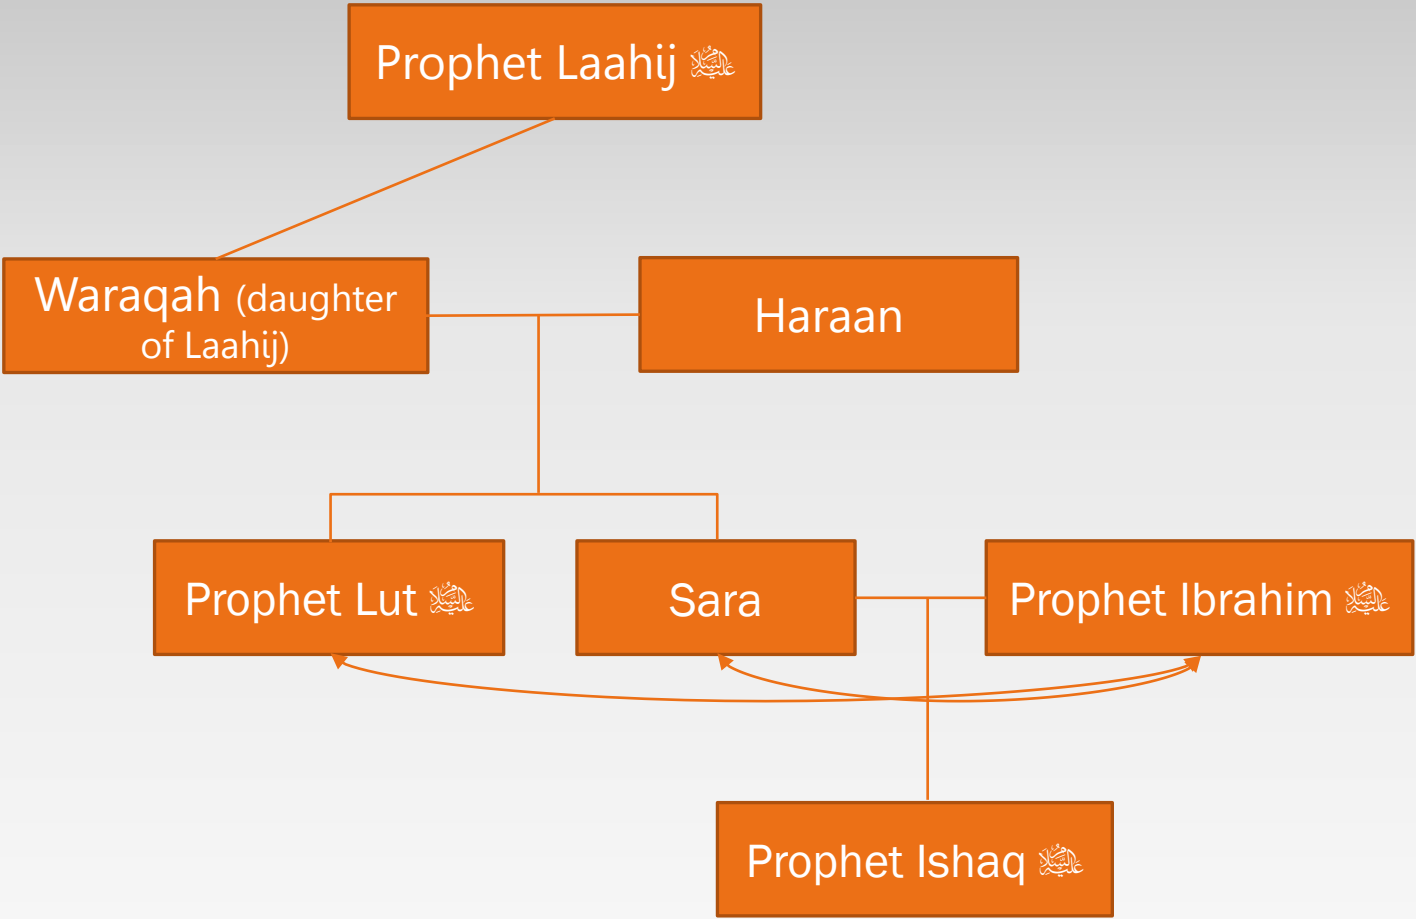 Prophet Laahij عليه السلام
Waraqah (daughter
of Laahij)
Haraan
Prophet Lut عليه السلام
Sara
Prophet Ibrahim عليه السلام
Prophet Ishaq عليه السلام